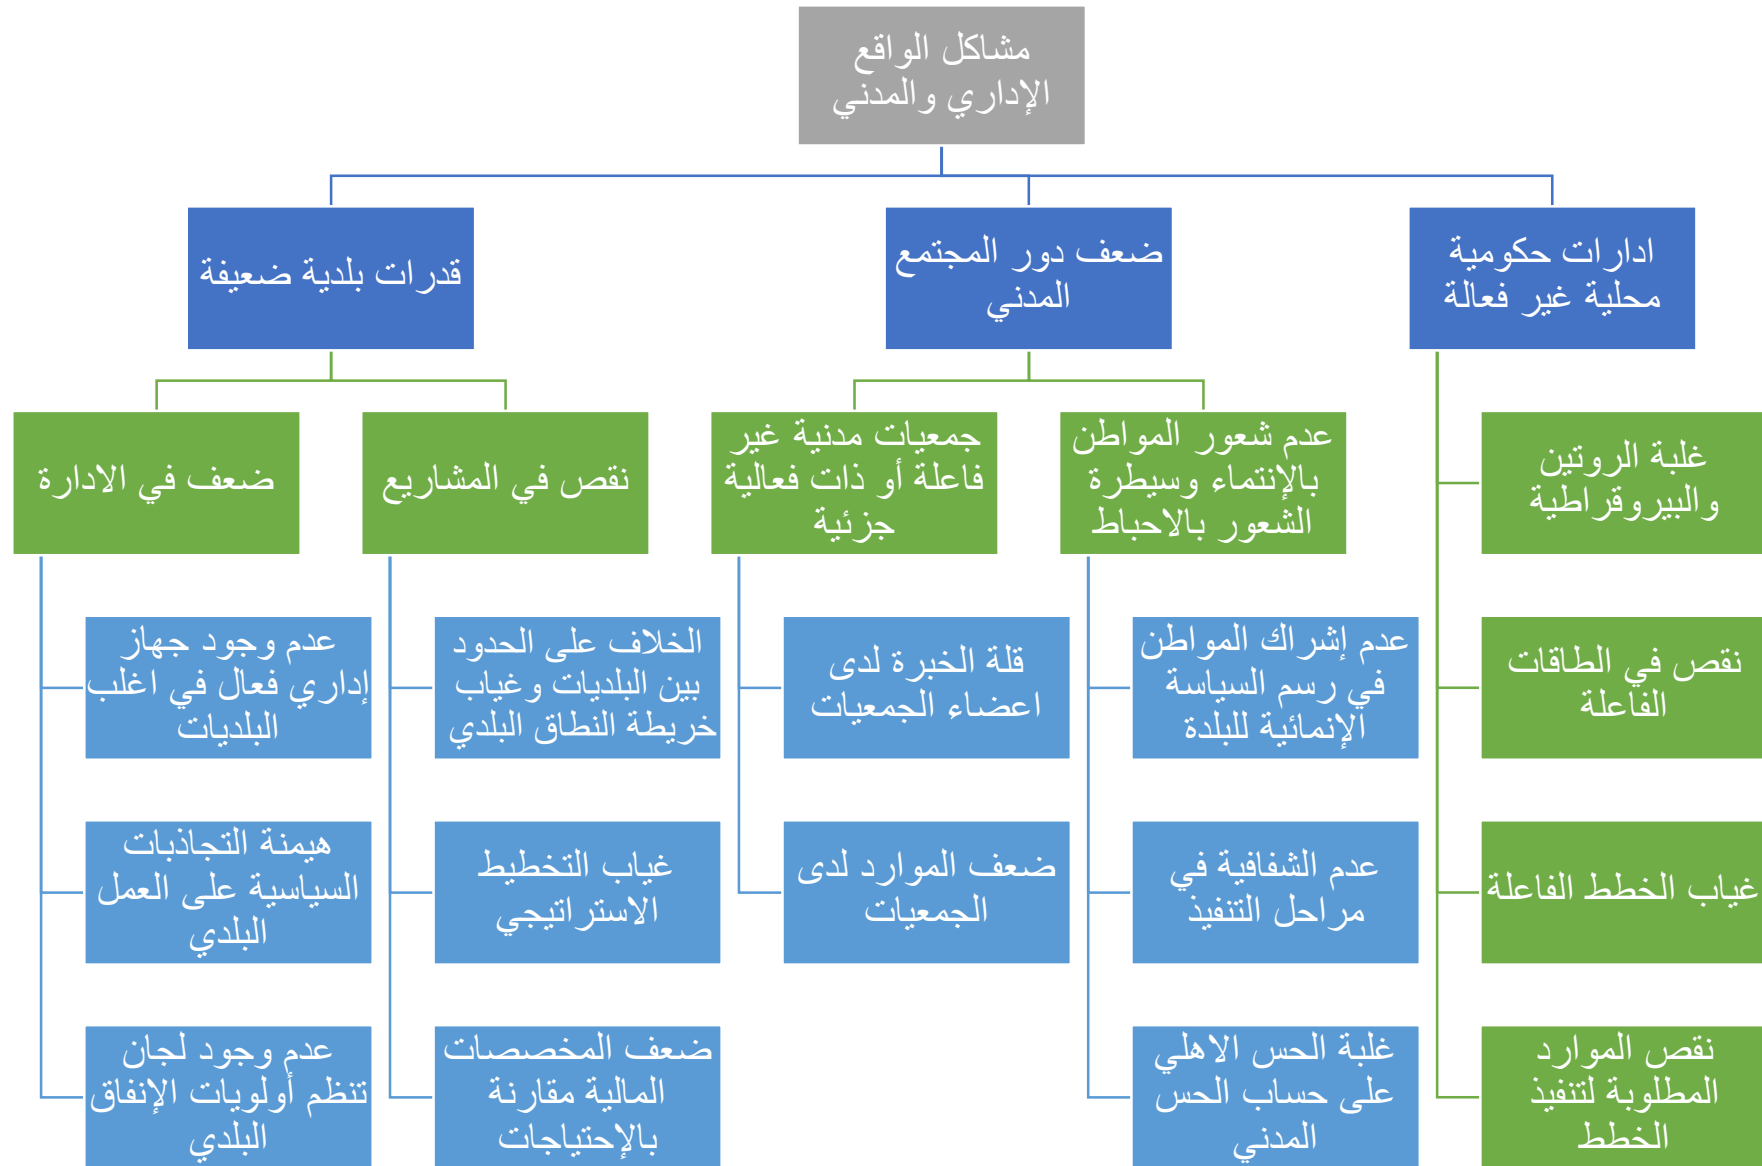 مشاكل الواقع
الإداري والمدني
ادارات حكومية
محلية غير فعالة
ضعف دور المجتمع
المدني
قدرات بلدية ضعيفة
غلبة الروتين
والبيروقراطية
نقص في الطاقات
الفاعلة
غياب الخطط الفاعلة
نقص الموارد
المطلوبة لتنفيذ
الخطط
عدم شعور المواطن
بالإنتماء وسيطرة
الشعور بالاحباط
عدم إشراك المواطن
في رسم السياسة
الإنمائية للبلدة
عدم الشفافية في
مراحل التنفيذ
غلبة الحس الاهلي
على حساب الحس
المدني
جمعيات مدنية غير
فاعلة أو ذات فعالية
جزئية
قلة الخبرة لدى
اعضاء الجمعيات
ضعف الموارد لدى
الجمعيات
نقص في المشاريع
الخلاف على الحدود
بين البلديات وغياب
خريطة النطاق البلدي
غياب التخطيط
الاستراتيجي
ضعف المخصصات
المالية مقارنة
بالإحتياجات
ضعف في الادارة
عدم وجود جهاز
إداري فعال في اغلب
البلديات
هيمنة التجاذبات
السياسية على العمل
البلدي
عدم وجود لجان
تنظم أولويات الإنفاق
البلدي